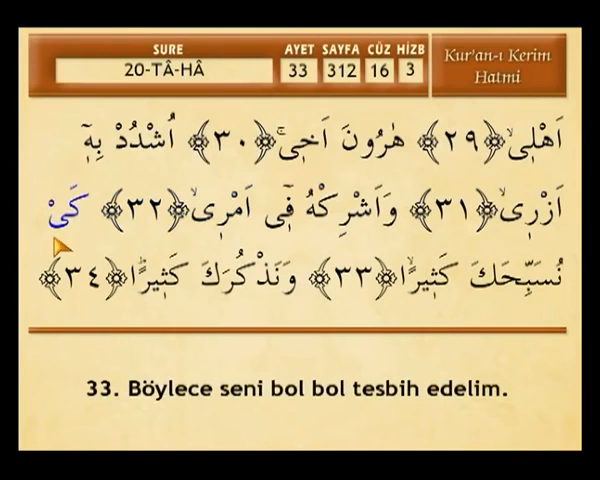 SURE AYET SAYFA CÜZ HİZB
20-TÂ-HÂ 33 312 16 3
Kur'an-ı Kerim
Hatmi
اَهْلٖيۙ ﴿٢٩﴾ هٰرُونَ اَخٖيۚ ﴿٣٠﴾ اُشْدُدْ بِهٖٓ
اَزْرٖيۙ ﴿٣١﴾ وَاَشْرِكْهُ فٖٓي اَمْرٖيۙ ﴿٣٢﴾ كَيْ
نُسَبِّحَكَ كَثٖيرًاۙ ﴿٣٣﴾ وَنَذْكُرَكَ كَثٖيرًاۜ ﴿٣٤﴾
33. Böylece seni bol bol tesbih edelim.